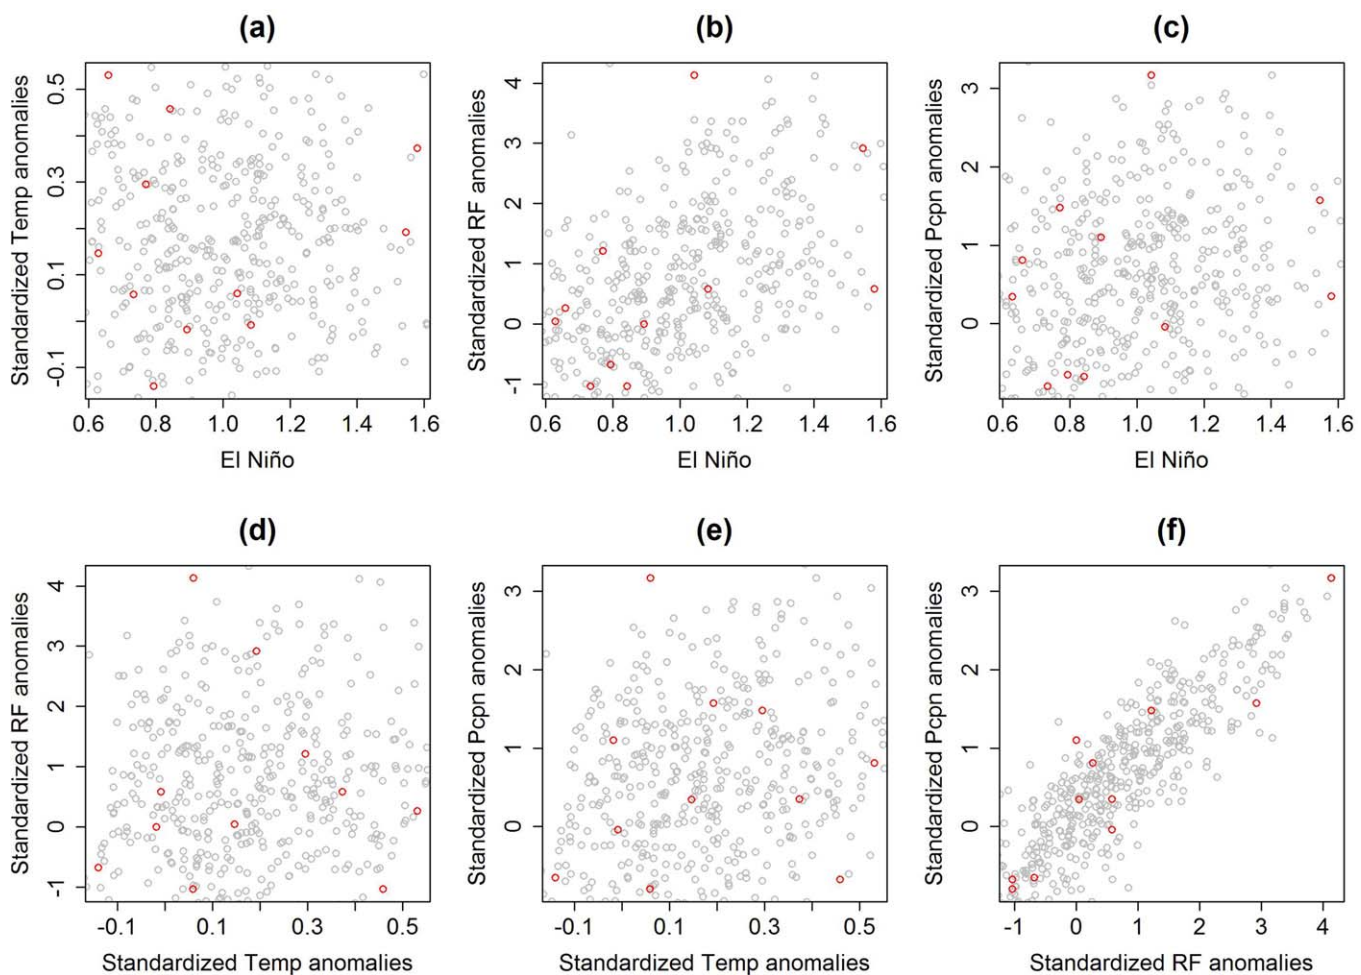 (a)
(b)
(c)
Standardized Temp anomalies
-0.1 0.1 0.3 0.5
0.6 0.8 1.0 1.2 1.4 1.6
El Niño
Standardized RF anomalies
-1 0 1 2 3 4
0.6 0.8 1.0 1.2 1.4 1.6
El Niño
Standardized Pcpn anomalies
0 1 2 3
0.6 0.8 1.0 1.2 1.4 1.6
El Niño
(d)
(e)
(f)
Standardized RF anomalies
-1 0 1 2 3 4
-0.1 0.1 0.3 0.5
Standardized Temp anomalies
Standardized Pcpn anomalies
0 1 2 3
-0.1 0.1 0.3 0.5
Standardized Temp anomalies
Standardized Pcpn anomalies
0 1 2 3
-1 0 1 2 3 4
Standardized RF anomalies